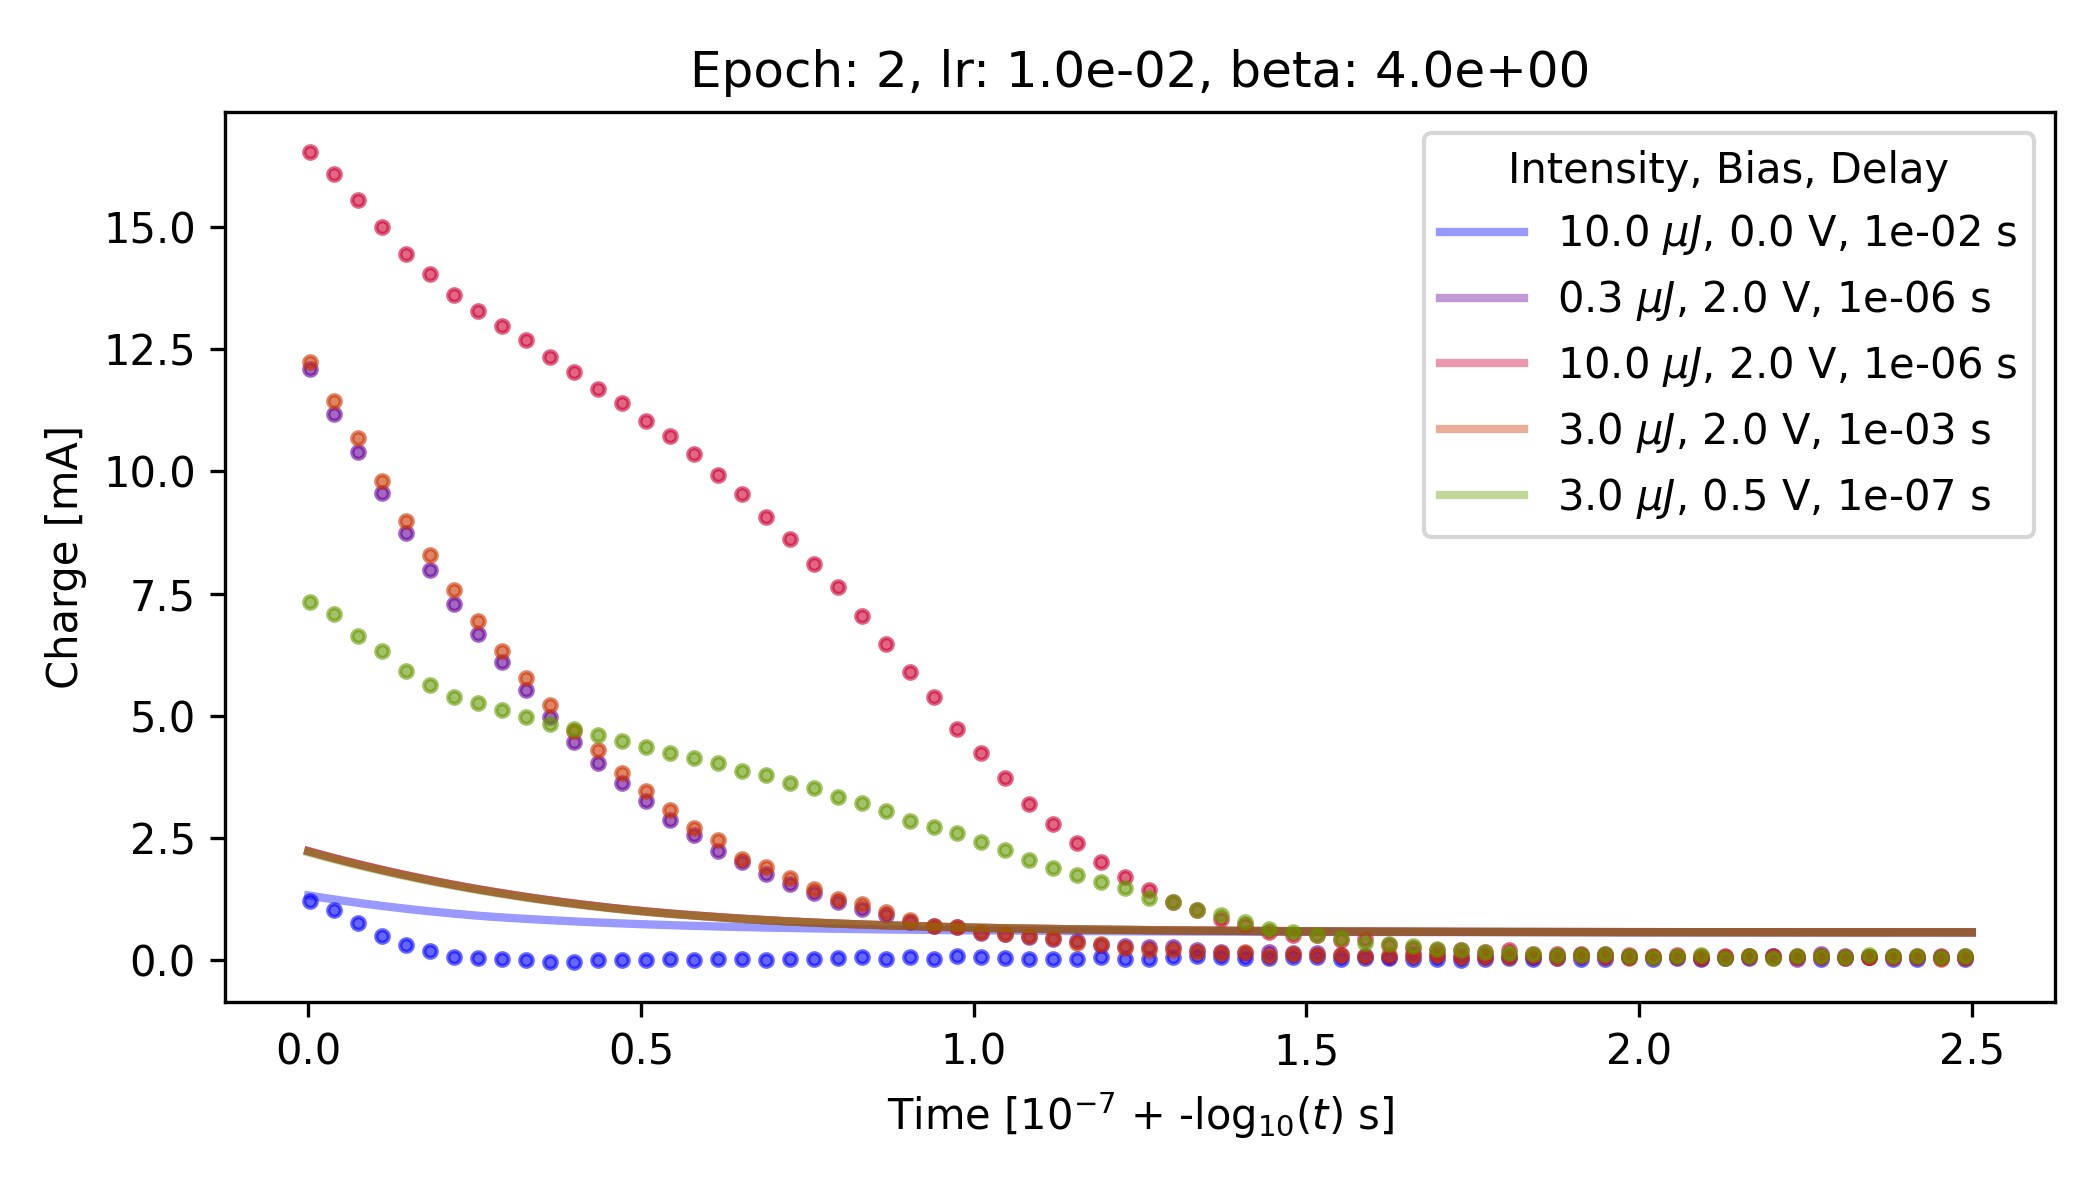 Epoch: 2, lr: 1.0e-02, beta: 4.0e+00
Charge [mA]
15.0
12.5
10.0
7.5
5.0
2.5
0.0
Intensity, Bias, Delay
10.0 μJ, 0.0 V, 1e-02 s
0.3 μJ, 2.0 V, 1e-06 s
10.0 μJ, 2.0 V, 1e-06 s
3.0 μJ, 2.0 V, 1e-03 s
3.0 μJ, 0.5 V, 1e-07 s
0.0 0.5 1.0 1.5 2.0 2.5
Time [10⁻⁷ + -log₁₀(t) s]